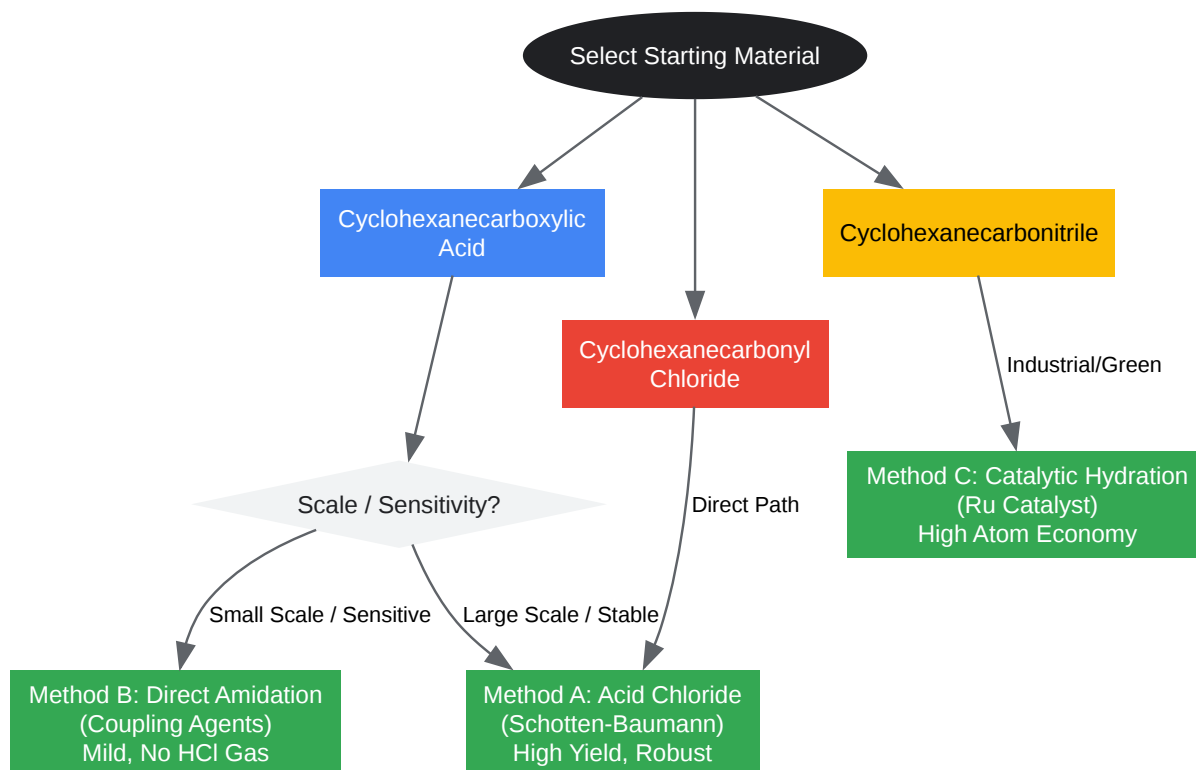 Select Starting Material
Cyclohexanecarboxylic
Acid
Cyclohexanecarbonitrile
Cyclohexanecarbonyl
Chloride
Industrial/Green
Scale / Sensitivity?
Direct Path
Method C: Catalytic Hydration
(Ru Catalyst)
High Atom Economy
Small Scale / Sensitive
Large Scale / Stable
Method B: Direct Amidation
(Coupling Agents)
Mild, No HCl Gas
Method A: Acid Chloride
(Schotten-Baumann)
High Yield, Robust